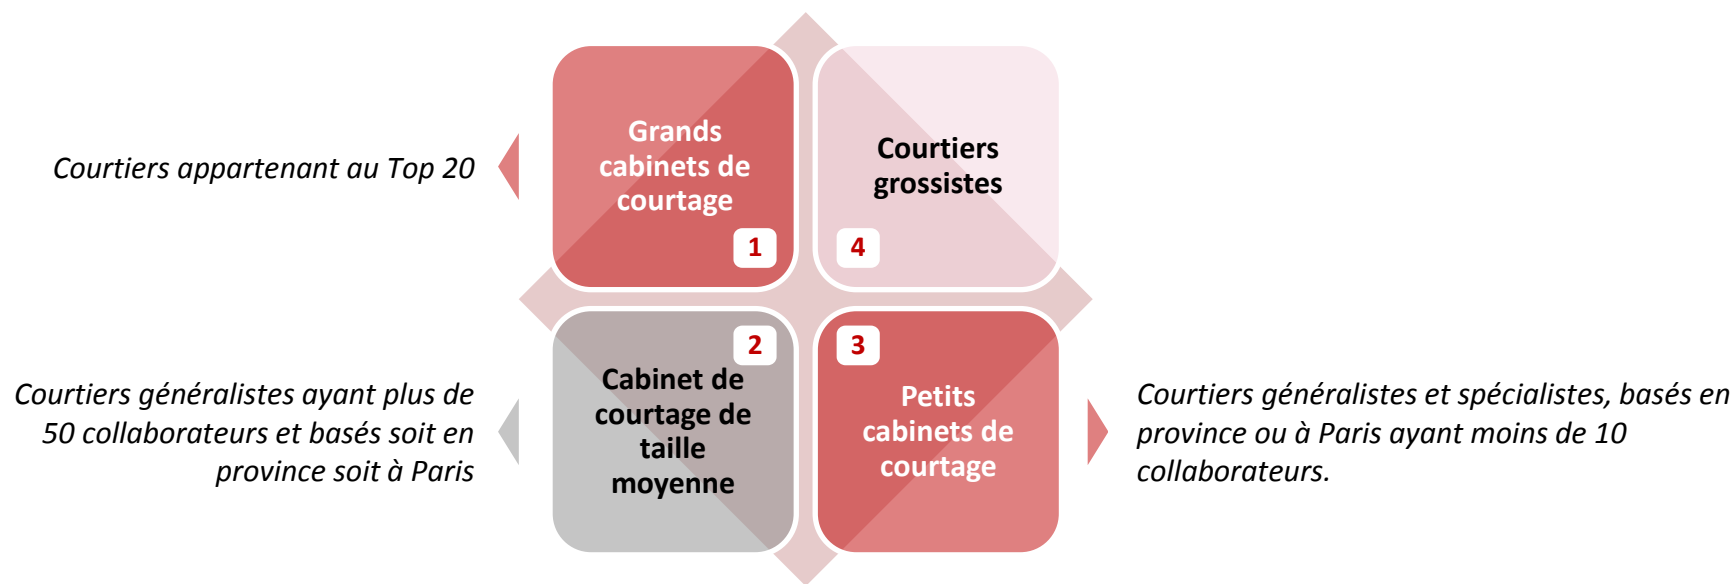 Courtiers appartenant au Top 20
Grands
cabinets de
courtage
1
Courtiers
grossistes
4
Courtiers généralistes ayant plus de
50 collaborateurs et basés soit en
province soit à Paris
2
Cabinet de
courtage de
taille
moyenne
3
Petits
cabinets de
courtage
Courtiers généralistes et spécialistes, basés en
province ou à Paris ayant moins de 10
collaborateurs.